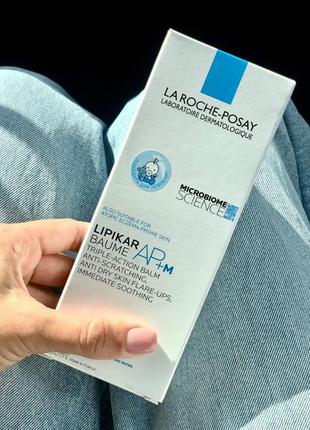 LA ROCHE-POSAY
LABORATOIRE DERMATOLOGIQUE
MICROBIOME
SCIENCE
ALSO SUITABLE FOR
ATOPIC ECZEMA-PRONE SKIN
LIPIKAR
BAUME AP+M
TRIPLE-ACTION BALM
ANTI-SCRATCHING,
ANTI DRY SKIN FLARE-UPS,
IMMEDIATE SOOTHING
Made in France